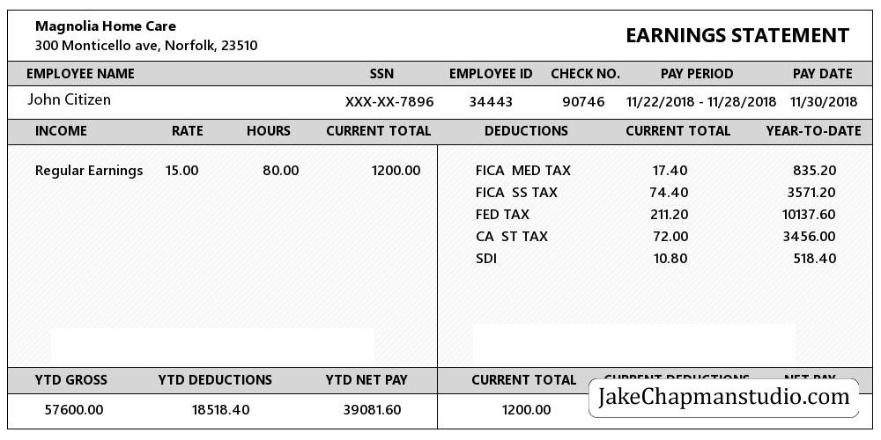 Magnolia Home Care
300 Monticello ave, Norfolk, 23510
EARNINGS STATEMENT
EMPLOYEE NAME SSN EMPLOYEE ID CHECK NO. PAY PERIOD PAY DATE
John Citizen XXX-XX-7896 34443 90746 11/22/2018 - 11/28/2018 11/30/2018
INCOME RATE HOURS CURRENT TOTAL DEDUCTIONS CURRENT TOTAL YEAR-TO-DATE
Regular Earnings 15.00 80.00 1200.00 FICA MED TAX 17.40 835.20
FICA SS TAX 74.40 3571.20
FED TAX 211.20 10137.60
CA ST TAX 72.00 3456.00
SDI 10.80 518.40
YTD GROSS YTD DEDUCTIONS YTD NET PAY CURRENT TOTAL CURRENT DEDUCTIONS NET PAY
57600.00 18518.40 39081.60 1200.00
JakeChapmanstudio.com